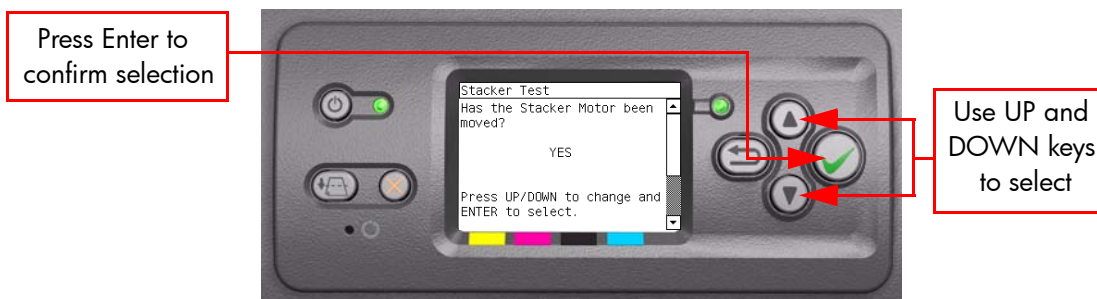 Press Enter to
confirm selection
Stacker Test
Has the Stacker Motor been
moved?
YES
Press UP/DOWN to change and
ENTER to select.
Use UP and
DOWN keys
to select